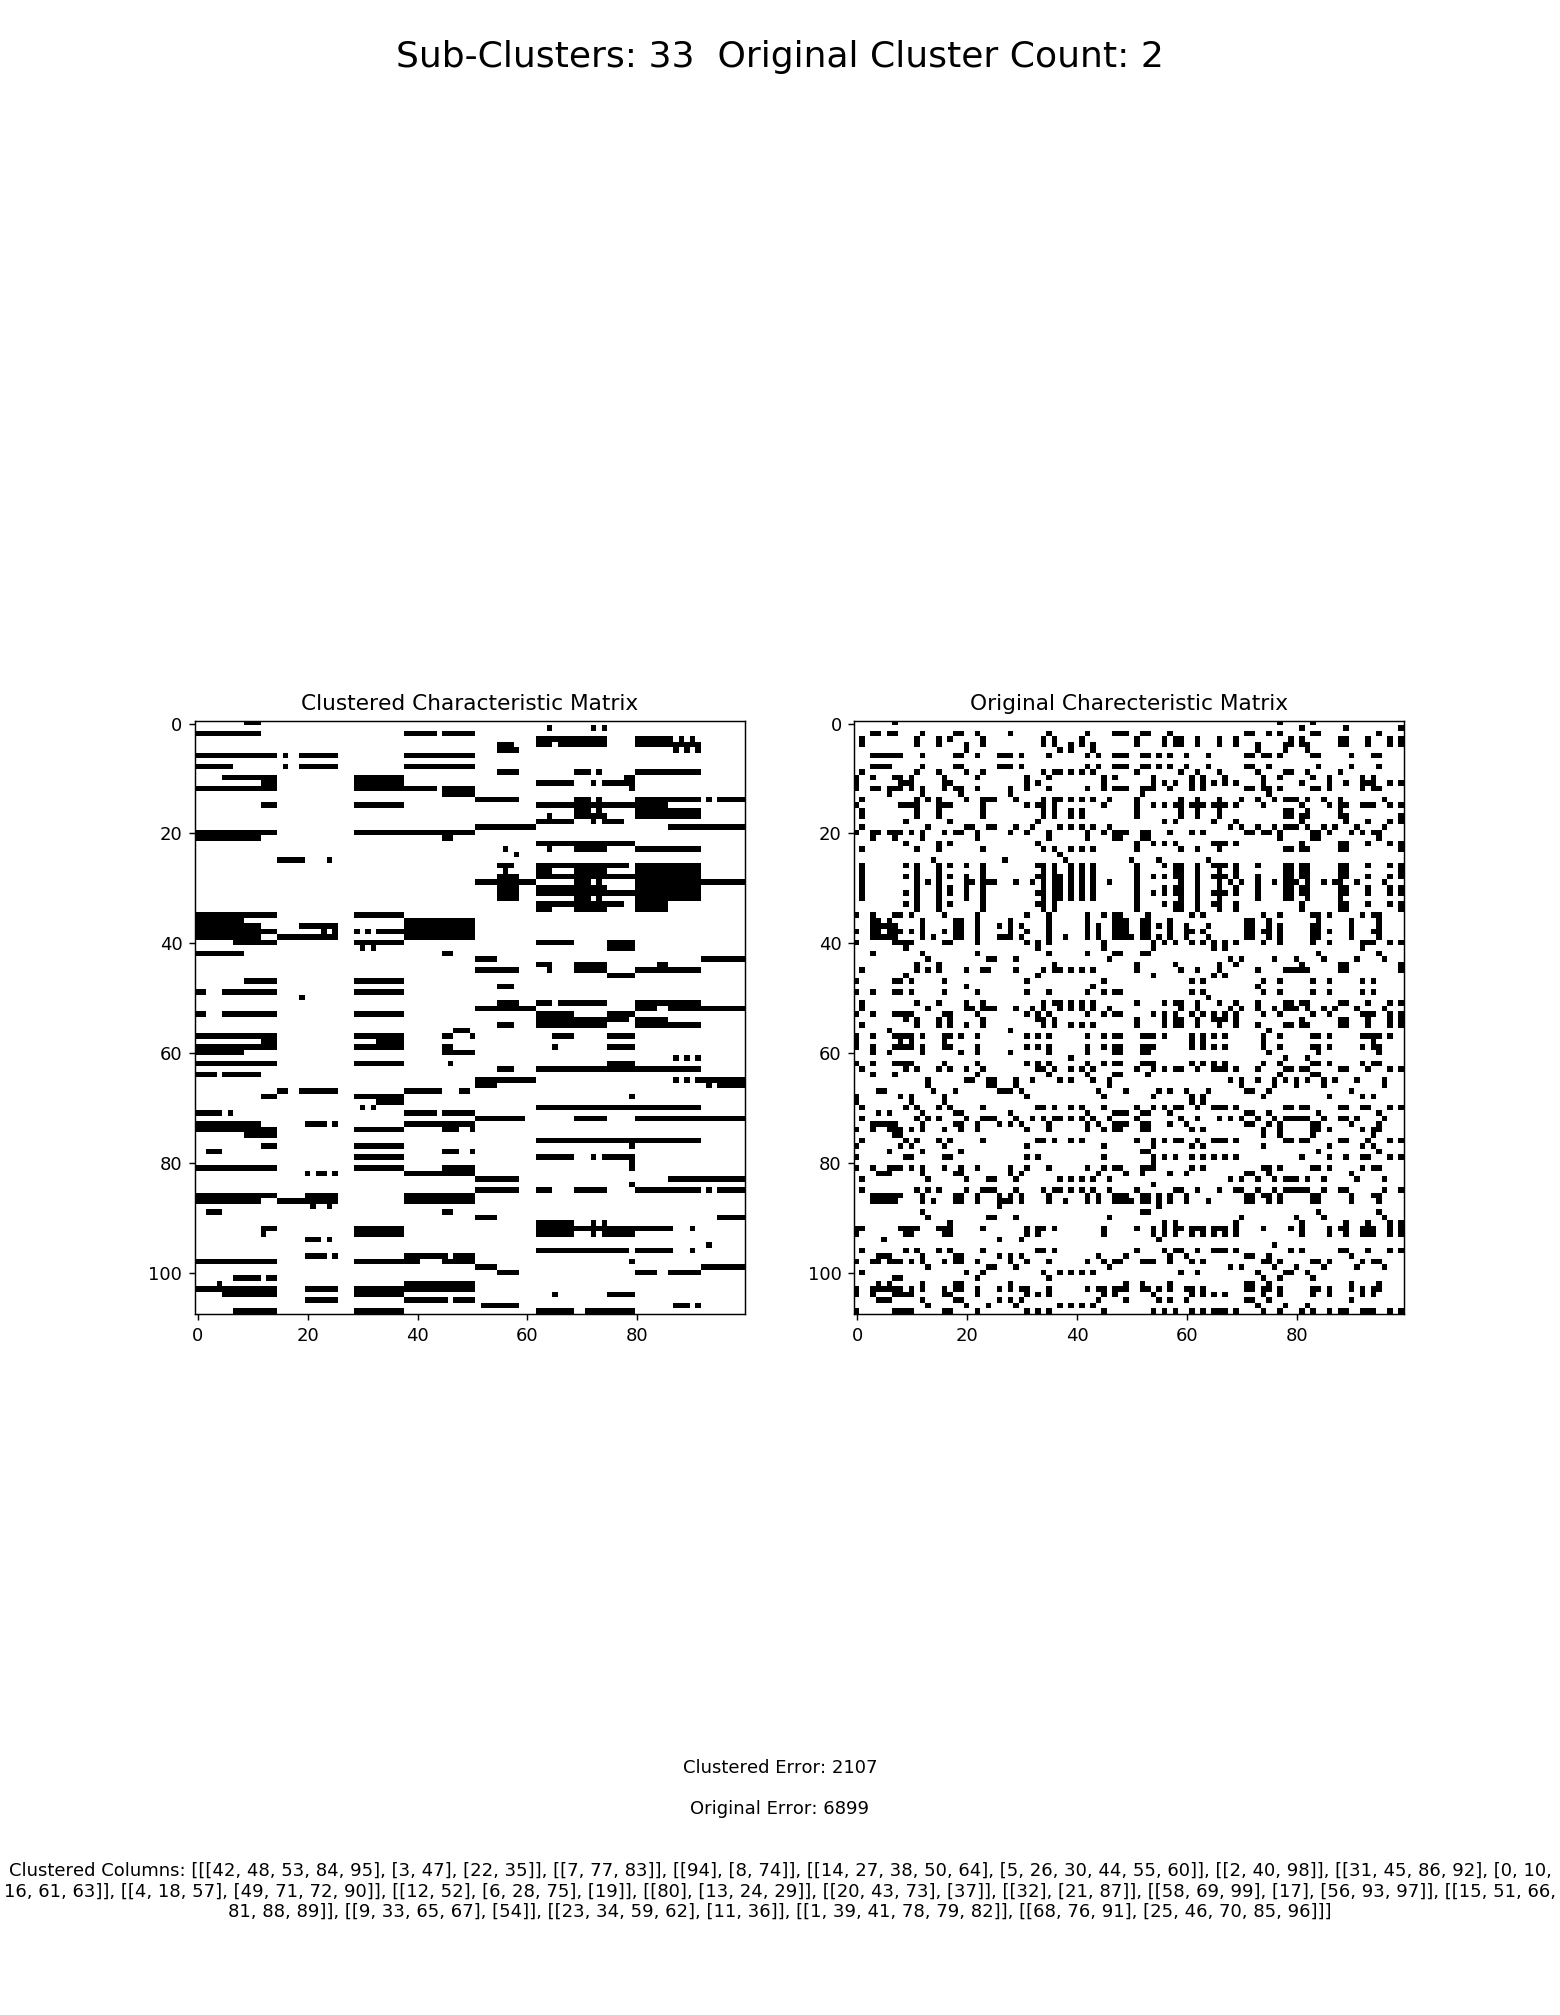 Sub-Clusters: 33  Original Cluster Count: 2
Clustered Characteristic Matrix
Original Charecteristic Matrix
0
20
40
60
80
100
0 20 40 60 80
0
20
40
60
80
100
0 20 40 60 80
Clustered Error: 2107
Original Error: 6899
Clustered Columns: [[[42, 48, 53, 84, 95], [3, 47], [22, 35]], [[7, 77, 83]], [[94], [8, 74]], [[14, 27, 38, 50, 64], [5, 26, 30, 44, 55, 60]], [[2, 40, 98]], [[31, 45, 86, 92], [0, 10,
16, 61, 63]], [[4, 18, 57], [49, 71, 72, 90]], [[12, 52], [6, 28, 75], [19]], [[80], [13, 24, 29]], [[20, 43, 73], [37]], [[32], [21, 87]], [[58, 69, 99], [17], [56, 93, 97]], [[15, 51, 66,
81, 88, 89]], [[9, 33, 65, 67], [54]], [[23, 34, 59, 62], [11, 36]], [[1, 39, 41, 78, 79, 82]], [[68, 76, 91], [25, 46, 70, 85, 96]]]